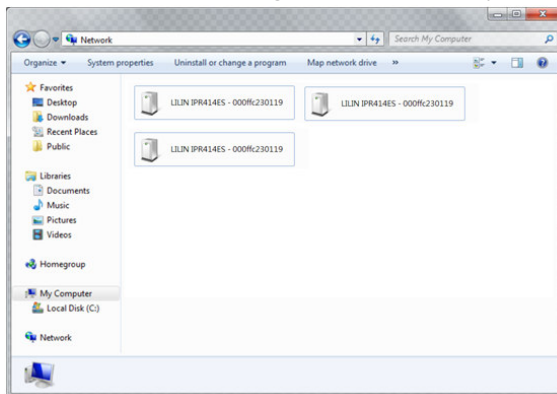 Network
Search My Computer
Organize
System properties
Uninstall or change a program
Map network drive
»
Favorites
Desktop
Downloads
Recent Places
Public
Libraries
Documents
Music
Pictures
Videos
Homegroup
My Computer
Local Disk (C:)
Network
LILIN IPR414ES - 000ffc230119
LILIN IPR414ES - 000ffc230119
LILIN IPR414ES - 000ffc230119